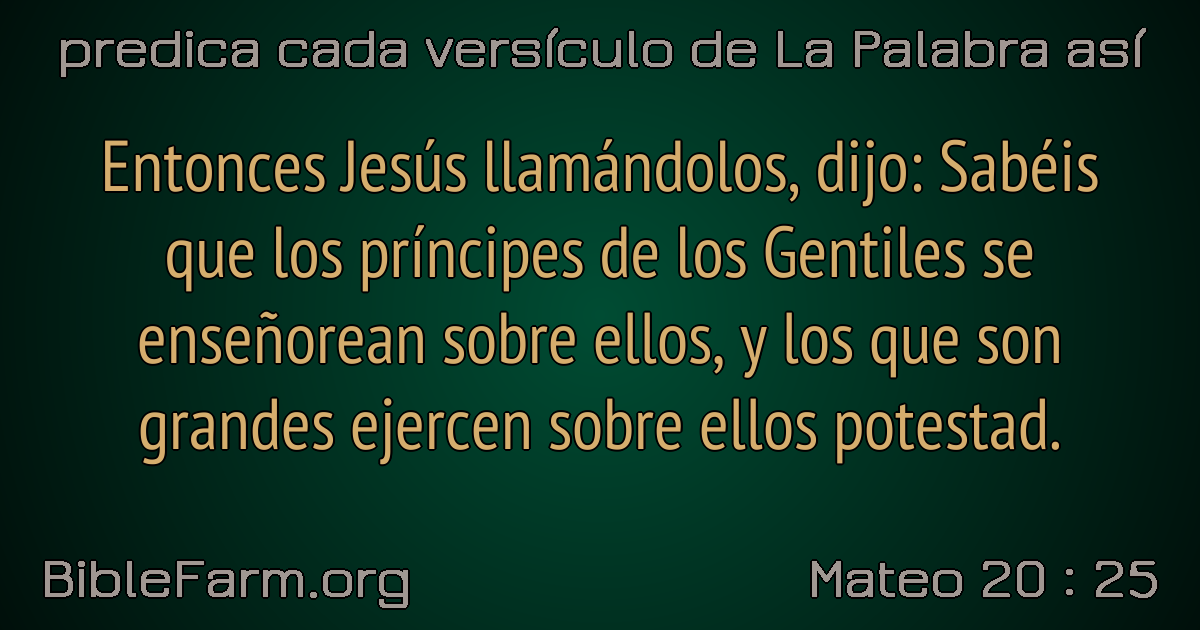 predica cada versículo de La Palabra así
Entonces Jesús llamándolos, dijo: Sabéis
que los príncipes de los Gentiles se
enseñorean sobre ellos, y los que son
grandes ejercen sobre ellos potestad.
BibleFarm.org
Mateo 20 : 25